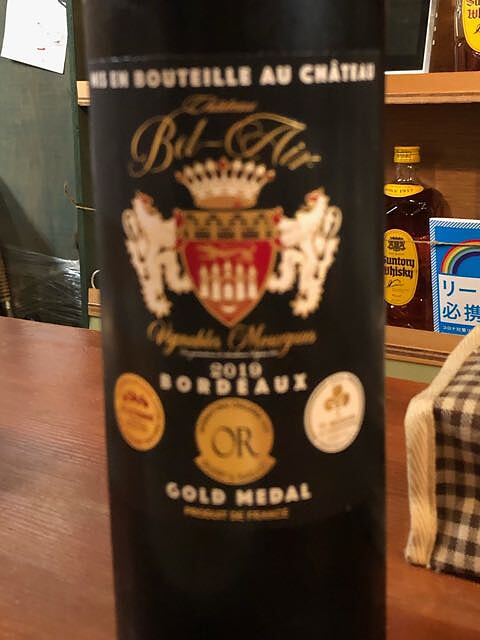 MIS EN BOUTEILLE AU CHÂTEAU
Château
Bel-Air
Vignobles
2019
BORDEAUX
OR
GOLD MEDAL
PRODUIT DE FRANCE
Suntory
Whisky
リー
必携